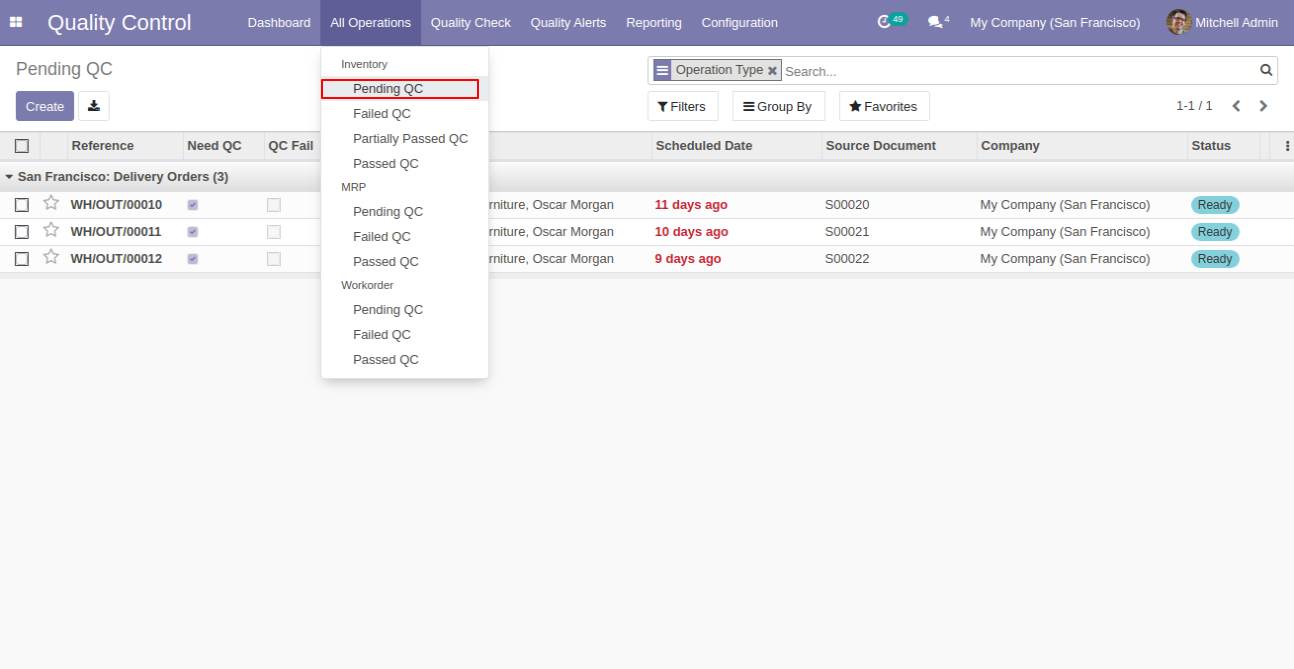 Quality Control Dashboard All Operations Quality Check Quality Alerts Reporting Configuration 49 4 My Company (San Francisco) Mitchell Admin
Pending QC
Operation Type Search...
Create
Filters Group By Favorites 1-1 / 1
Inventory
Pending QC
Failed QC
Partially Passed QC
Passed QC
MRP
Pending QC
Failed QC
Passed QC
Workorder
Pending QC
Failed QC
Passed QC
Reference Need QC QC Fail Scheduled Date Source Document Company Status
San Francisco: Delivery Orders (3)
WH/OUT/00010 rniture, Oscar Morgan 11 days ago S00020 My Company (San Francisco) Ready
WH/OUT/00011 rniture, Oscar Morgan 10 days ago S00021 My Company (San Francisco) Ready
WH/OUT/00012 rniture, Oscar Morgan 9 days ago S00022 My Company (San Francisco) Ready